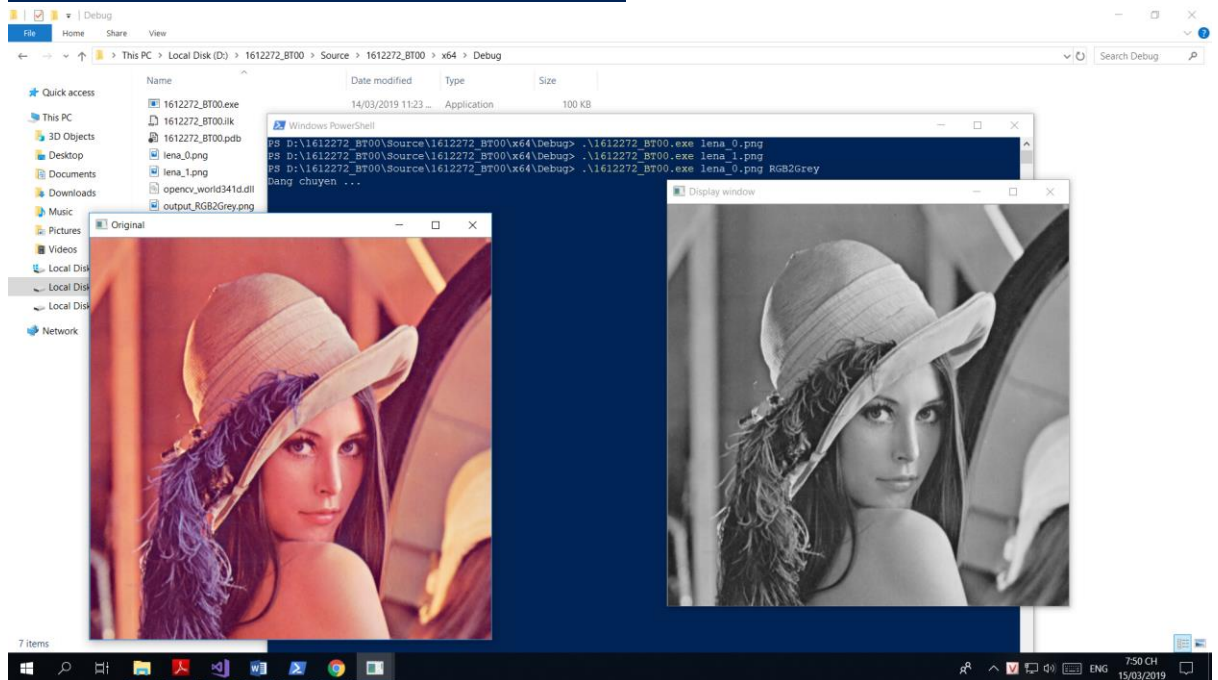 Debug
File Home Share View
This PC > Local Disk (D:) > 1612272_BT00 > Source > 1612272_BT00 > x64 > Debug
Search Debug
Name Date modified Type Size
Quick access
This PC
3D Objects
Desktop
Documents
Downloads
Music
Pictures
Videos
Local Disk
Local Disk
Local Disk
Network
1612272_BT00.exe 14/03/2019 11:23 ... Application 100 KB
1612272_BT00.ilk
1612272_BT00.pdb
lena_0.png
lena_1.png
opencv_world341d.dll
output_RGB2Grey.png
Windows PowerShell
PS D:\1612272_BT00\Source\1612272_BT00\x64\Debug> .\1612272_BT00.exe lena_0.png
PS D:\1612272_BT00\Source\1612272_BT00\x64\Debug> .\1612272_BT00.exe lena_1.png
PS D:\1612272_BT00\Source\1612272_BT00\x64\Debug> .\1612272_BT00.exe lena_0.png RGB2Grey
Dang chuyen ...
Original
Display window
7 items
ENG
7:50 CH
15/03/2019